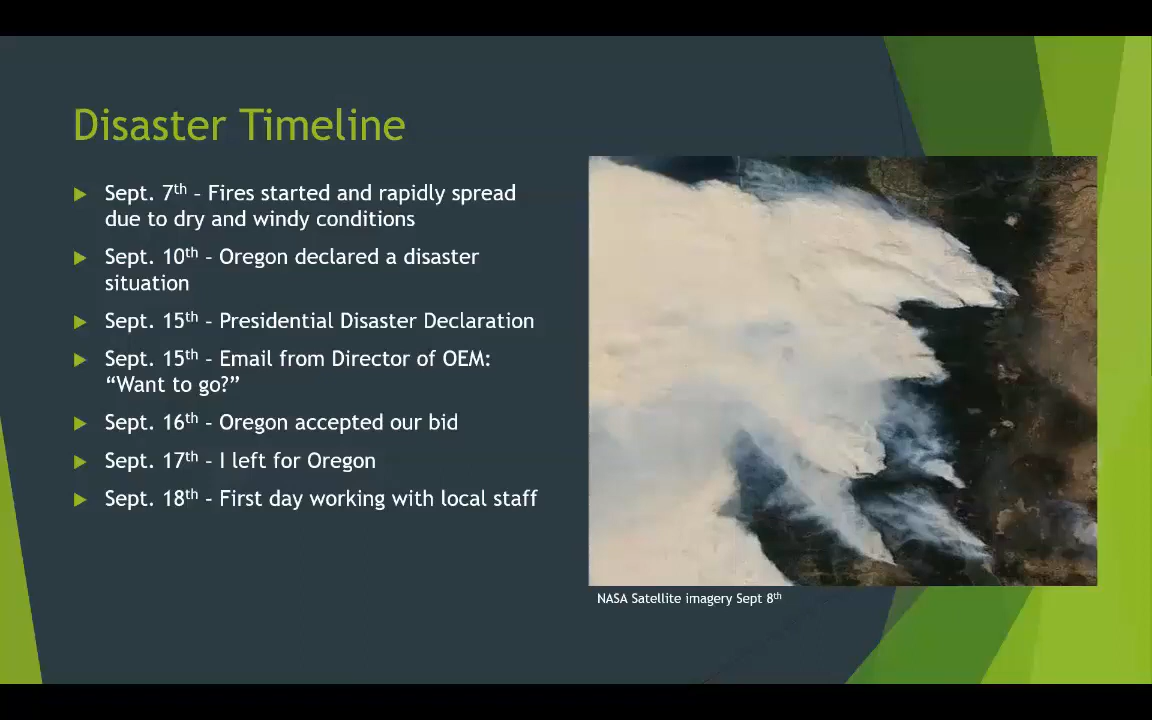 Disaster Timeline
Sept. 7th – Fires started and rapidly spread
due to dry and windy conditions
Sept. 10th – Oregon declared a disaster
situation
Sept. 15th – Presidential Disaster Declaration
Sept. 15th – Email from Director of OEM:
“Want to go?”
Sept. 16th – Oregon accepted our bid
Sept. 17th – I left for Oregon
Sept. 18th – First day working with local staff
NASA Satellite imagery Sept 8th